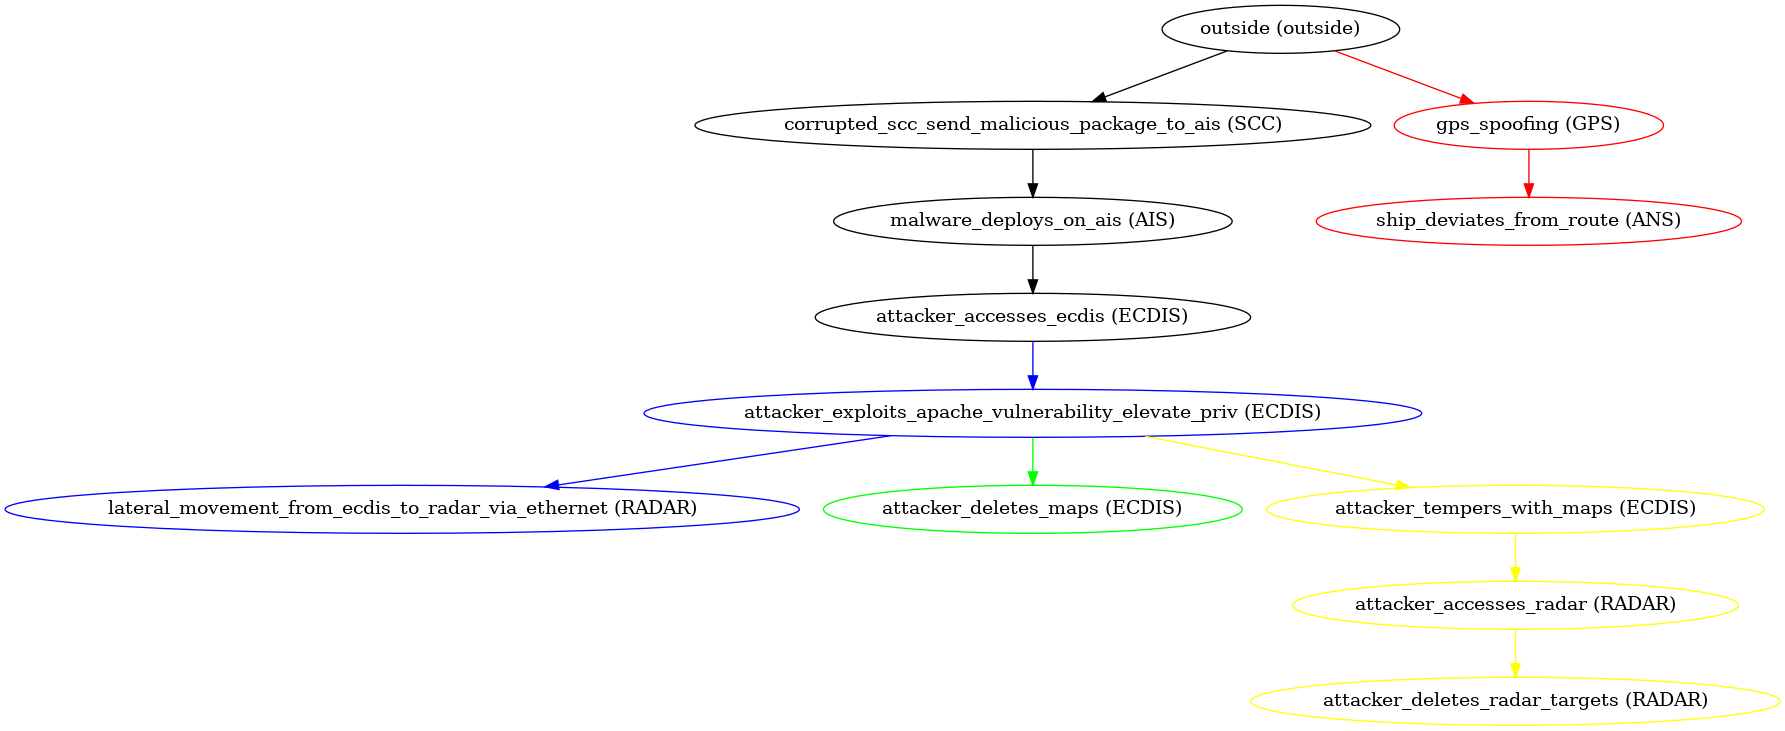 outside (outside)
corrupted_scc_send_malicious_package_to_ais (SCC)
gps_spoofing (GPS)
malware_deploys_on_ais (AIS)
ship_deviates_from_route (ANS)
attacker_accesses_ecdis (ECDIS)
attacker_exploits_apache_vulnerability_elevate_priv (ECDIS)
lateral_movement_from_ecdis_to_radar_via_ethernet (RADAR)
attacker_deletes_maps (ECDIS)
attacker_tempers_with_maps (ECDIS)
attacker_accesses_radar (RADAR)
attacker_deletes_radar_targets (RADAR)